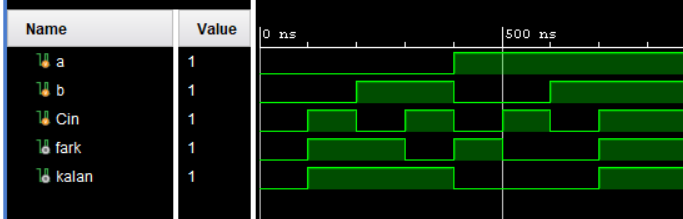 Name Value 0 ns 500 ns
a 1
b 1
Cin 1
fark 1
kalan 1